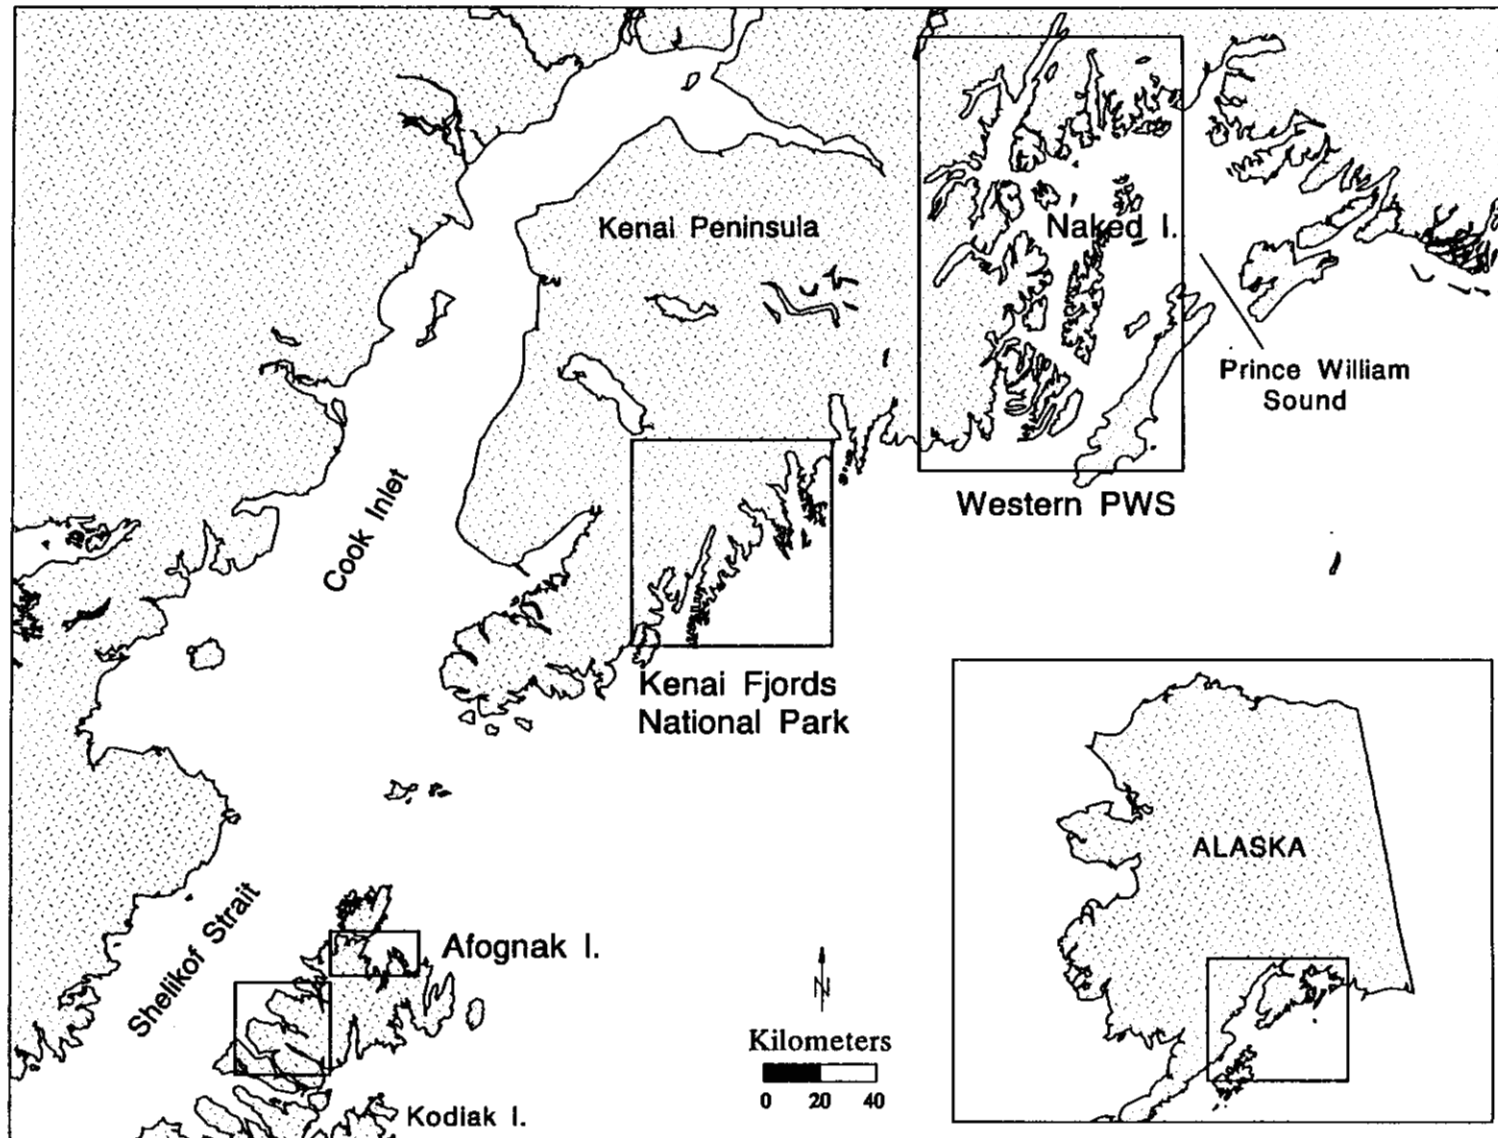 Kenai Peninsula
Naked I.
Prince William
Sound
Western PWS
Cook Inlet
Kenai Fjords
National Park
ALASKA
Shelikof Strait
Afognak I.
N
Kilometers
0 20 40
Kodiak I.